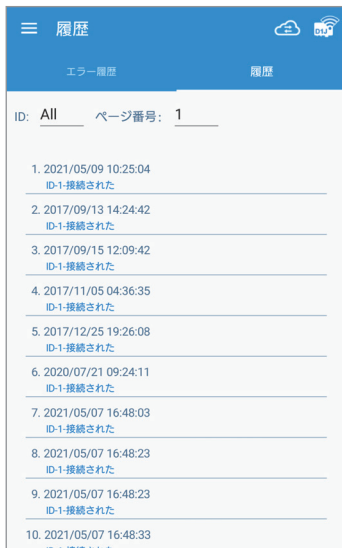 履歴
D1J
エラー履歴 履歴
ID: All ページ番号: 1
1. 2021/05/09 10:25:04
ID-1-接続された
2. 2017/09/13 14:24:42
ID-1-接続された
3. 2017/09/15 12:09:42
ID-1-接続された
4. 2017/11/05 04:36:35
ID-1-接続された
5. 2017/12/25 19:26:08
ID-1-接続された
6. 2020/07/21 09:24:11
ID-1-接続された
7. 2021/05/07 16:48:03
ID-1-接続された
8. 2021/05/07 16:48:23
ID-1-接続された
9. 2021/05/07 16:48:23
ID-1-接続された
10. 2021/05/07 16:48:33